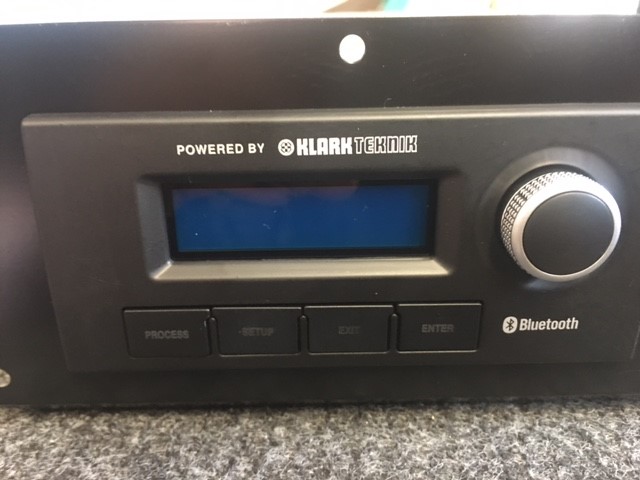 POWERED BY KLARK TEKNIK
PROCESS SETUP EXIT ENTER
Bluetooth